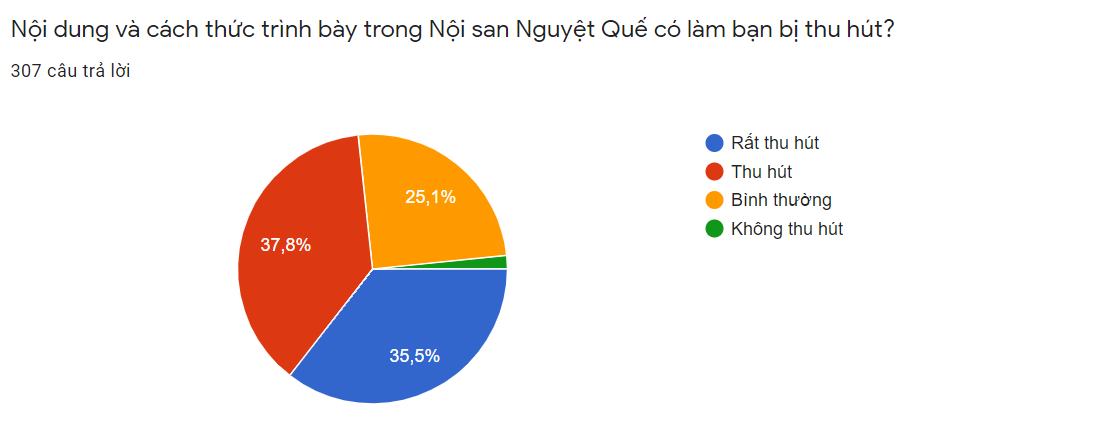 Nội dung và cách thức trình bày trong Nội san Nguyệt Quế có làm bạn bị thu hút?
307 câu trả lời
25,1%
37,8%
35,5%
Rất thu hút
Thu hút
Bình thường
Không thu hút